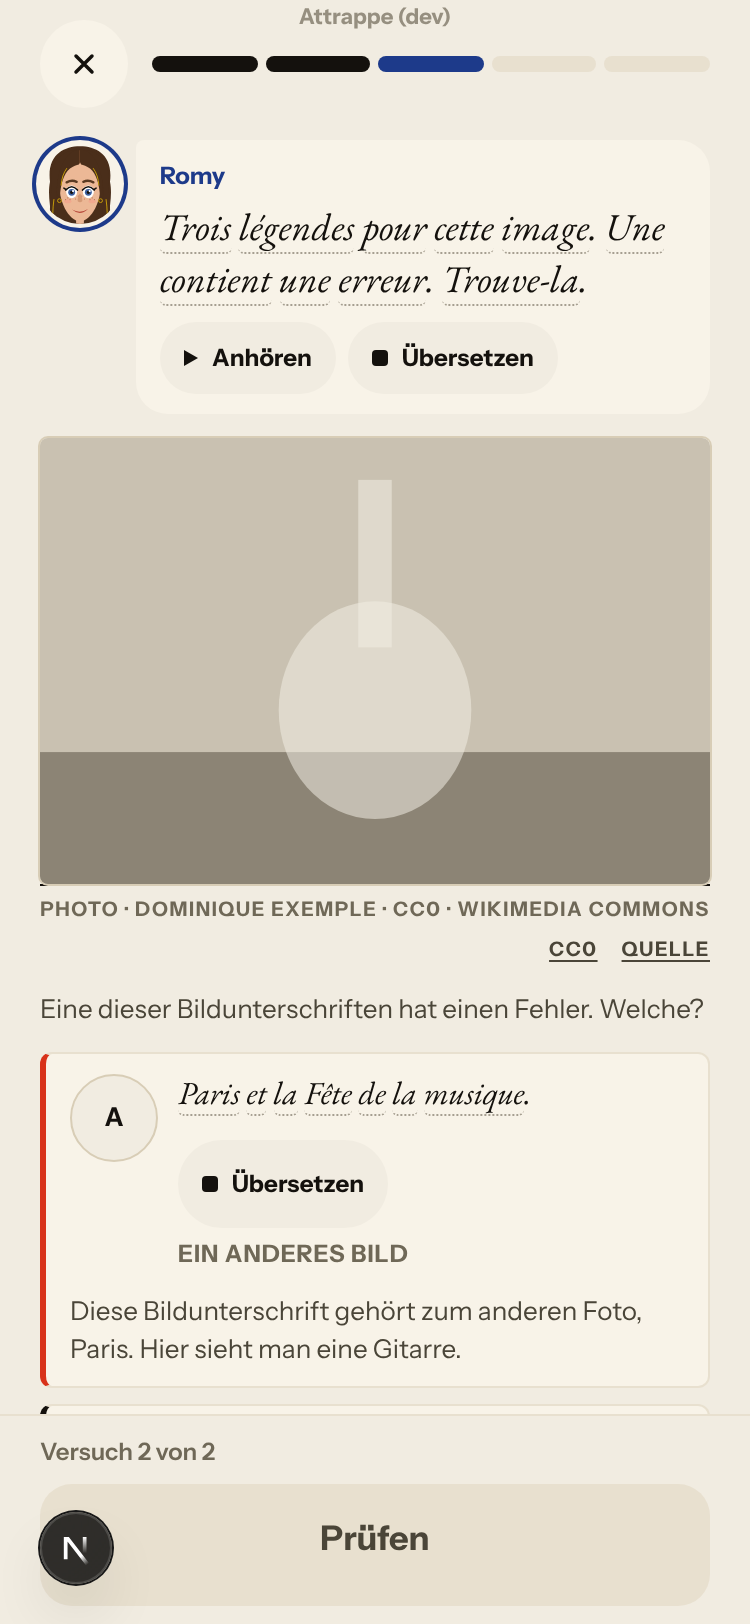 Attrappe (dev)
Romy
Trois légendes pour cette image. Une
contient une erreur. Trouve-la.
Anhören
Übersetzen
PHOTO · DOMINIQUE EXEMPLE · CC0 · WIKIMEDIA COMMONS
CC0 QUELLE
Eine dieser Bildunterschriften hat einen Fehler. Welche?
A
Paris et la Fête de la musique.
Übersetzen
EIN ANDERES BILD
Diese Bildunterschrift gehört zum anderen Foto,
Paris. Hier sieht man eine Gitarre.
Versuch 2 von 2
Prüfen
N